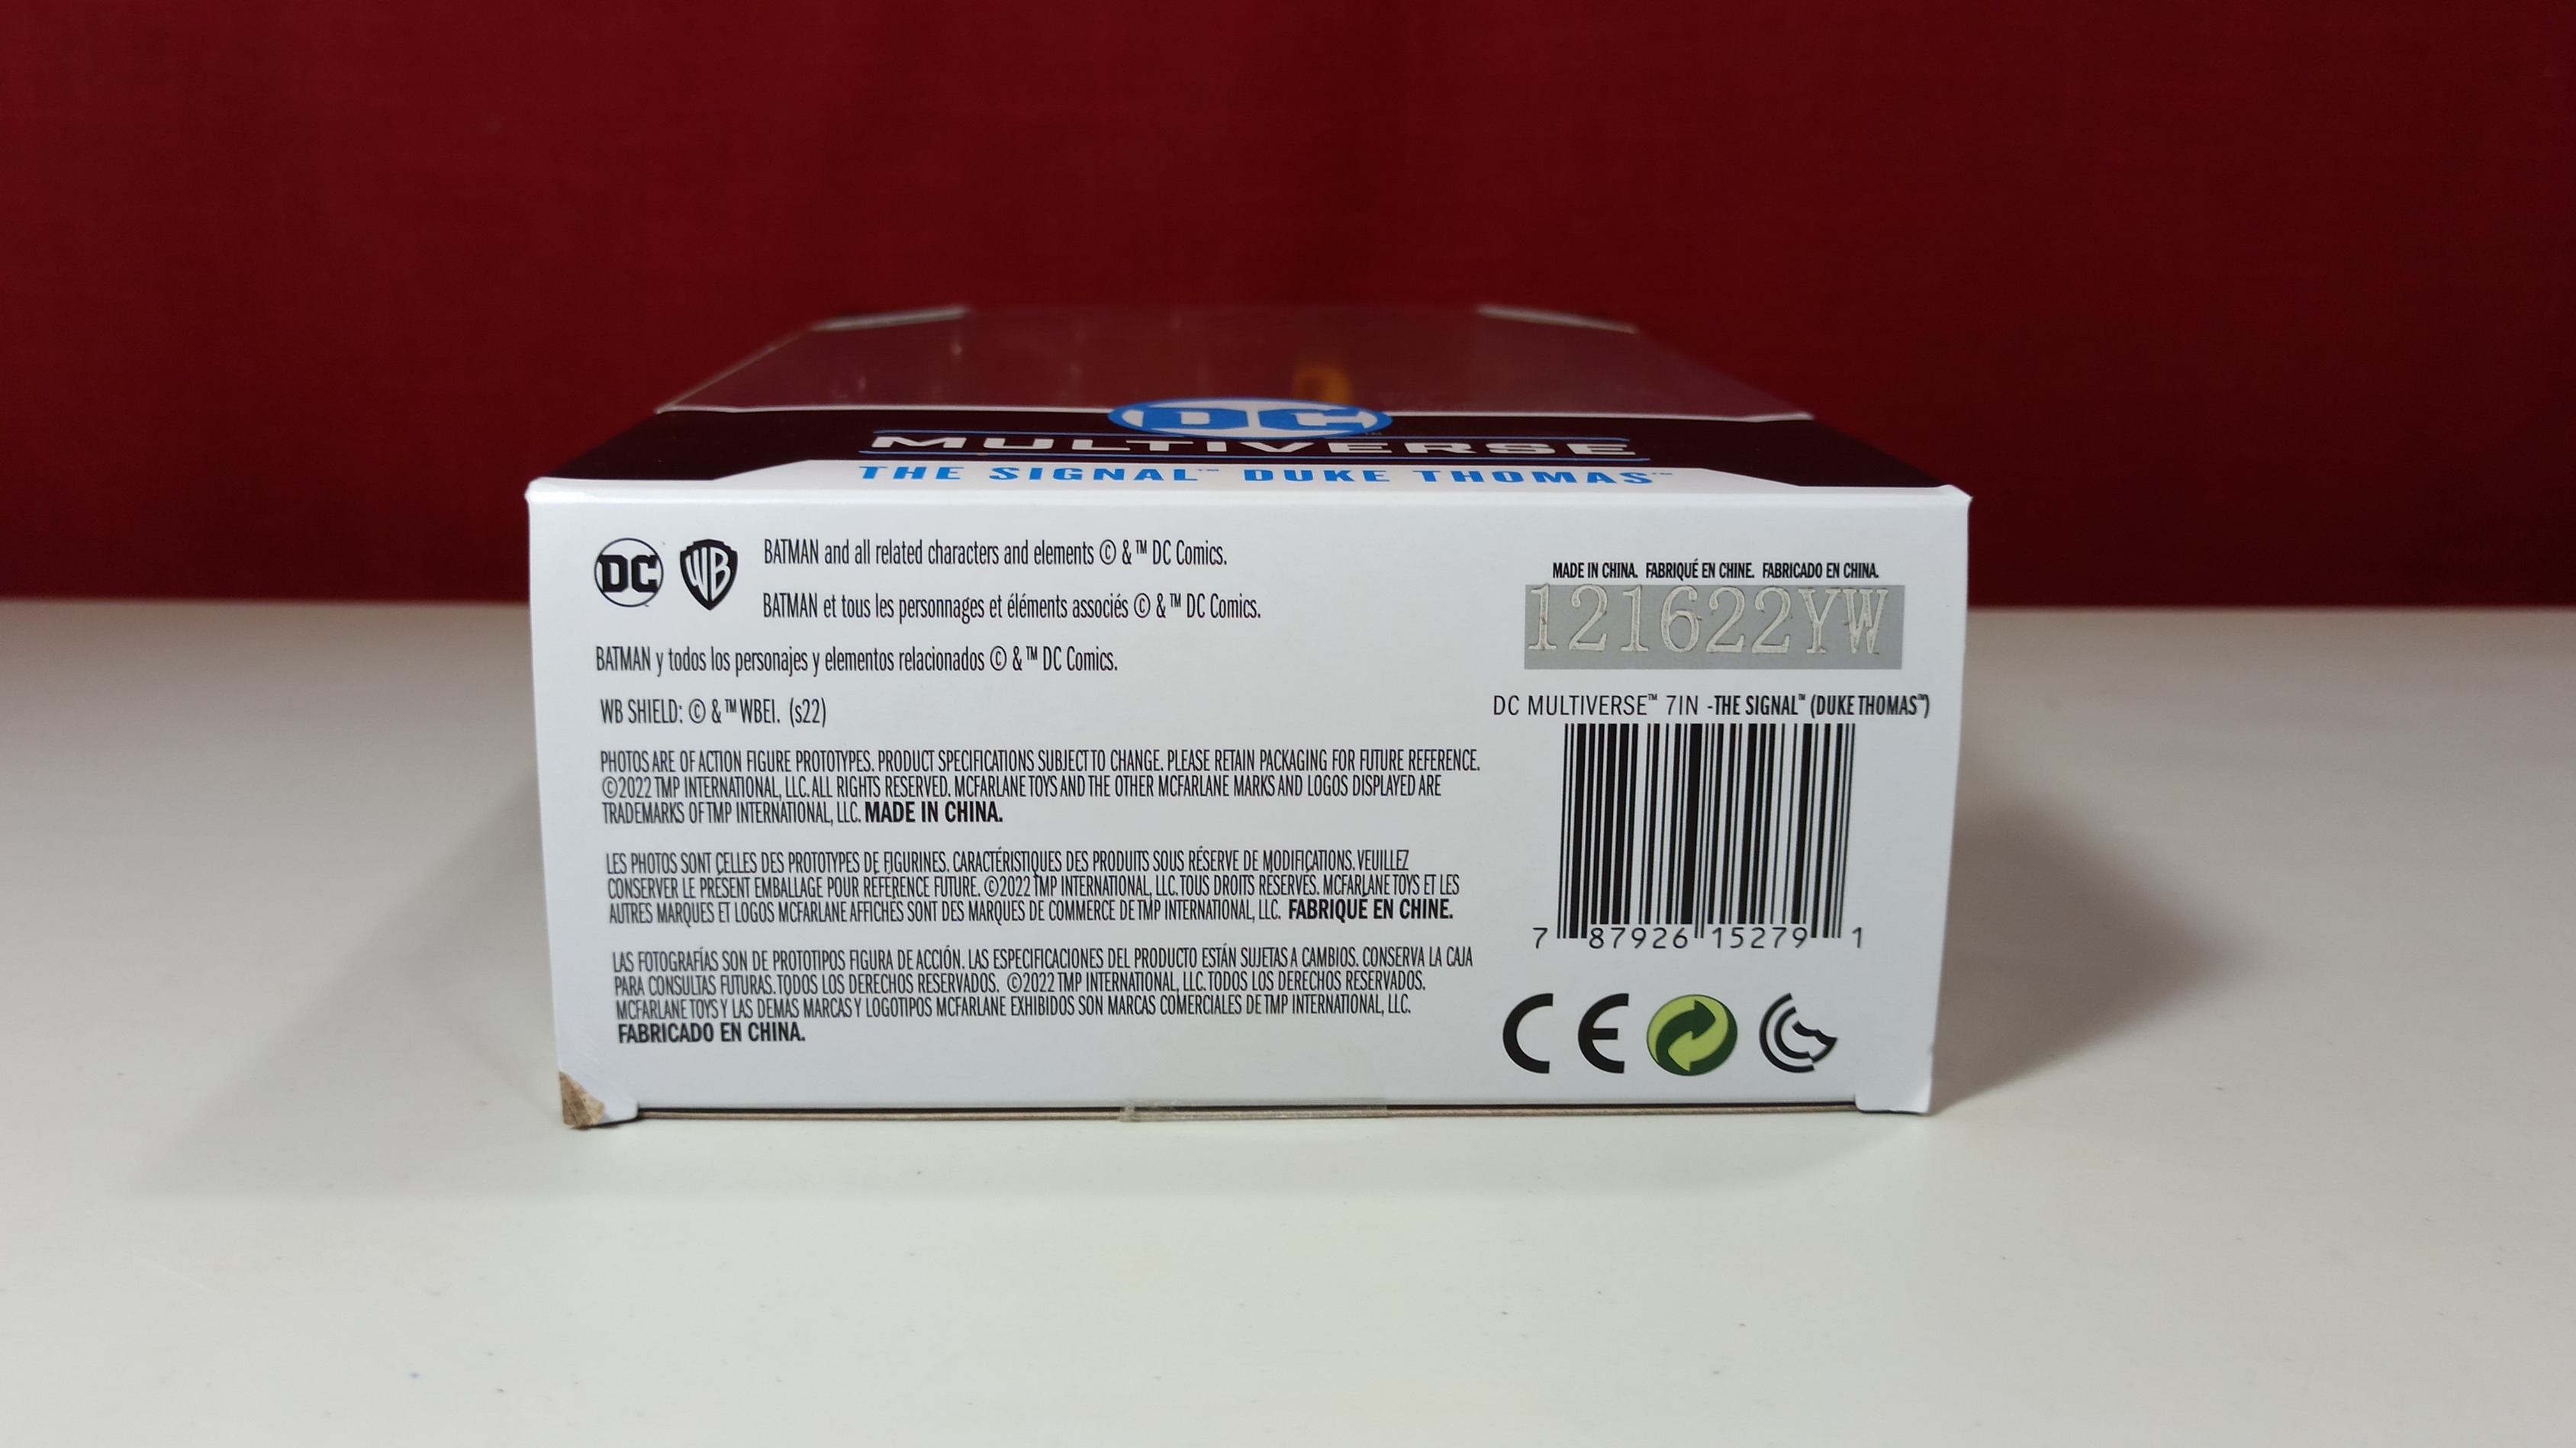 DC
MULTIVERSE
THE SIGNAL™ DUKE THOMAS™
DC WB BATMAN and all related characters and elements © & ™ DC Comics.
BATMAN et tous les personnages et éléments associés © & ™ DC Comics.
BATMAN y todos los personajes y elementos relacionados © & ™ DC Comics.
WB SHIELD: © & ™ WBEI. (s22)
PHOTOS ARE OF ACTION FIGURE PROTOTYPES. PRODUCT SPECIFICATIONS SUBJECT TO CHANGE. PLEASE RETAIN PACKAGING FOR FUTURE REFERENCE.
©2022 TMP INTERNATIONAL, LLC. ALL RIGHTS RESERVED. MCFARLANE TOYS AND THE OTHER MCFARLANE MARKS AND LOGOS DISPLAYED ARE
TRADEMARKS OF TMP INTERNATIONAL, LLC. MADE IN CHINA.
LES PHOTOS SONT CELLES DES PROTOTYPES DE FIGURINES. CARACTÉRISTIQUES DES PRODUITS SOUS RÉSERVE DE MODIFICATIONS. VEUILLEZ
CONSERVER LE PRÉSENT EMBALLAGE POUR RÉFÉRENCE FUTURE. ©2022 TMP INTERNATIONAL, LLC. TOUS DROITS RÉSERVÉS. MCFARLANE TOYS ET LES
AUTRES MARQUES ET LOGOS MCFARLANE AFFICHÉS SONT DES MARQUES DE COMMERCE DE TMP INTERNATIONAL, LLC. FABRIQUÉ EN CHINE.
LAS FOTOGRAFÍAS SON DE PROTOTIPOS FIGURA DE ACCIÓN. LAS ESPECIFICACIONES DEL PRODUCTO ESTÁN SUJETAS A CAMBIOS. CONSERVA LA CAJA
PARA CONSULTAS FUTURAS. TODOS LOS DERECHOS RESERVADOS. ©2022 TMP INTERNATIONAL, LLC. TODOS LOS DERECHOS RESERVADOS.
MCFARLANE TOYS Y LAS DEMÁS MARCAS Y LOGOTIPOS MCFARLANE EXHIBIDOS SON MARCAS COMERCIALES DE TMP INTERNATIONAL, LLC.
FABRICADO EN CHINA.
MADE IN CHINA. FABRIQUÉ EN CHINE. FABRICADO EN CHINA.
121622YW
DC MULTIVERSE™ 7IN -THE SIGNAL™ (DUKE THOMAS™)
7 87926 15279 1
CE